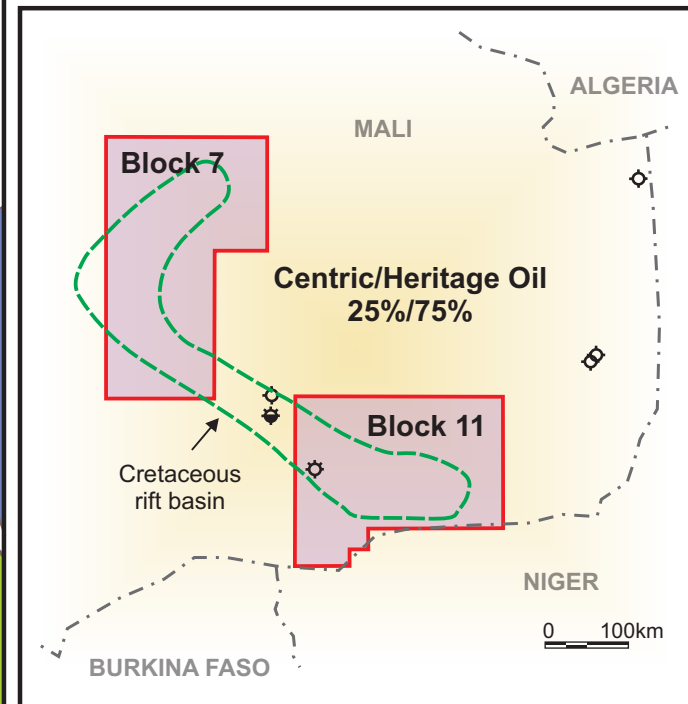 ALGERIA
MALI
Block 7
Centric/Heritage Oil
25%/75%
Block 11
Cretaceous
rift basin
NIGER
0 100km
BURKINA FASO